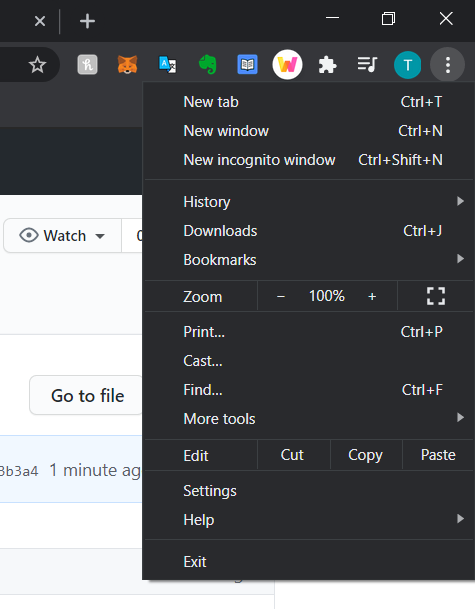 T
New tab Ctrl+T
New window Ctrl+N
New incognito window Ctrl+Shift+N
History
Watch
Downloads Ctrl+J
Bookmarks
Zoom − 100% +
Print... Ctrl+P
Cast...
Find... Ctrl+F
Go to file
More tools
Edit Cut Copy Paste
3b3a4 1 minute ag
Settings
Help
Exit